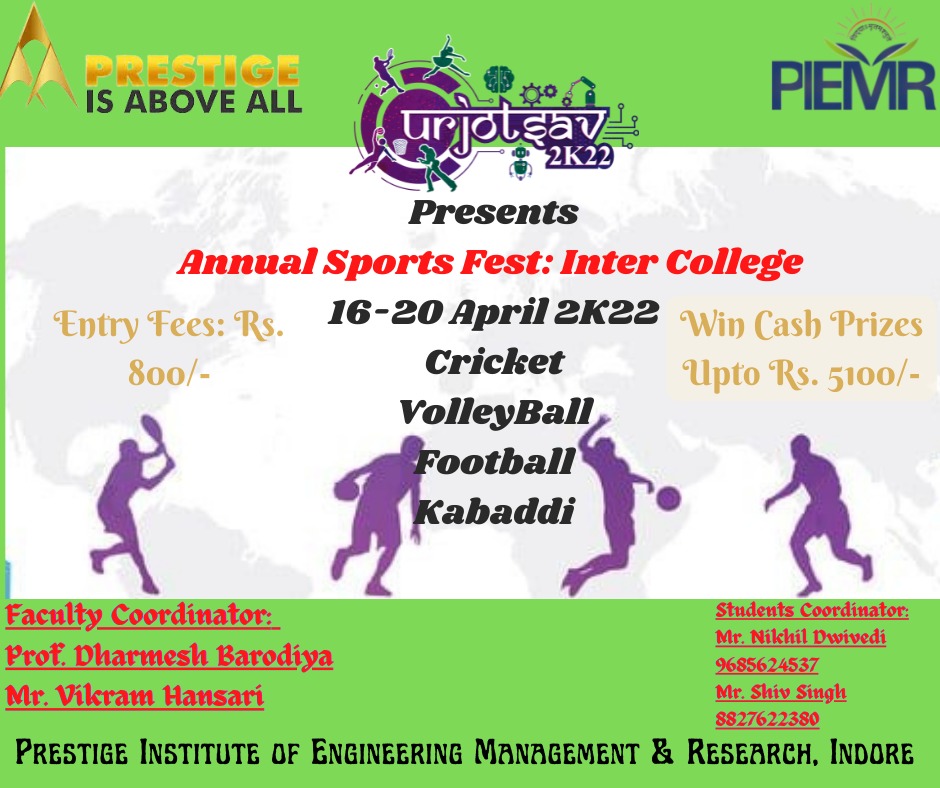 PRESTIGE
IS ABOVE ALL
urjotsav
2K22
PIEMR
Presents
Annual Sports Fest: Inter College
16-20 April 2K22
Entry Fees: Rs.
800/-
Win Cash Prizes
Upto Rs. 5100/-
Cricket
VolleyBall
Football
Kabaddi
Faculty Coordinator:
Prof. Dharmesh Barodiya
Mr. Vikram Hansari
Students Coordinator:
Mr. Nikhil Dwivedi
9685624537
Mr. Shiv Singh
8827622380
Prestige Institute of Engineering Management & Research, Indore